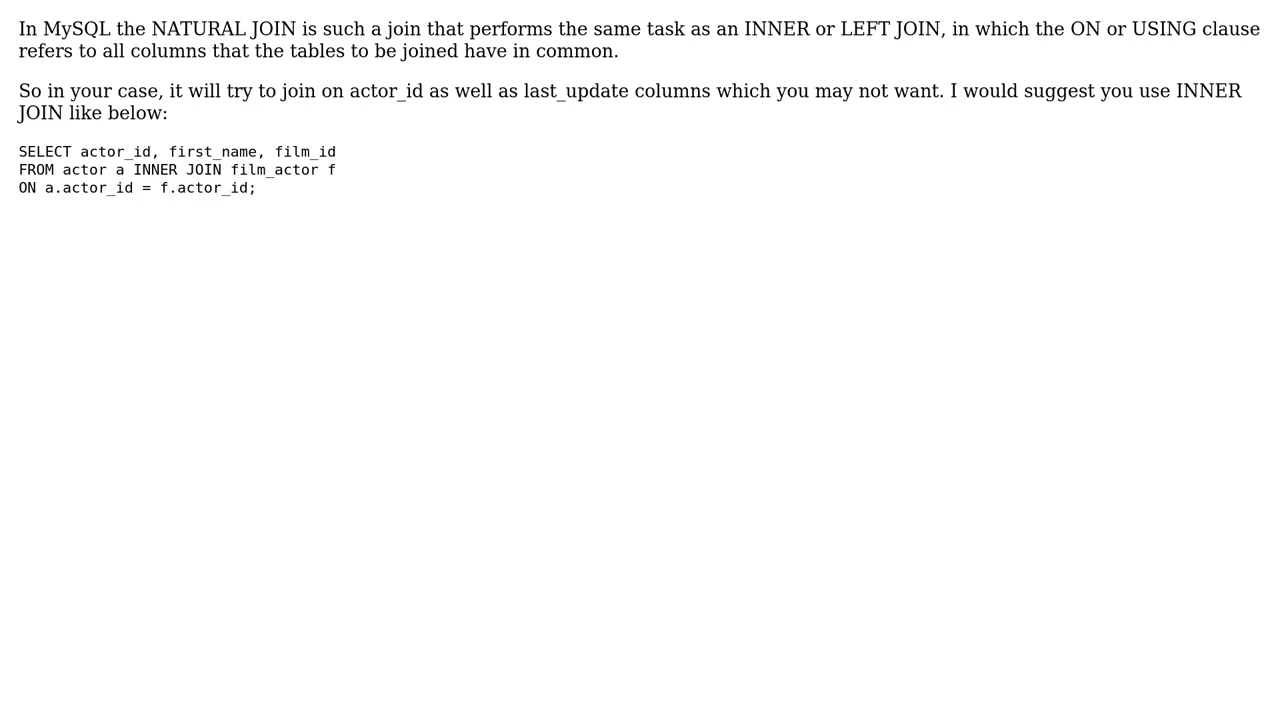 In MySQL the NATURAL JOIN is such a join that performs the same task as an INNER or LEFT JOIN, in which the ON or USING clause
refers to all columns that the tables to be joined have in common.
So in your case, it will try to join on actor_id as well as last_update columns which you may not want. I would suggest you use INNER
JOIN like below:
SELECT actor_id, first_name, film_id
FROM actor a INNER JOIN film_actor f
ON a.actor_id = f.actor_id;